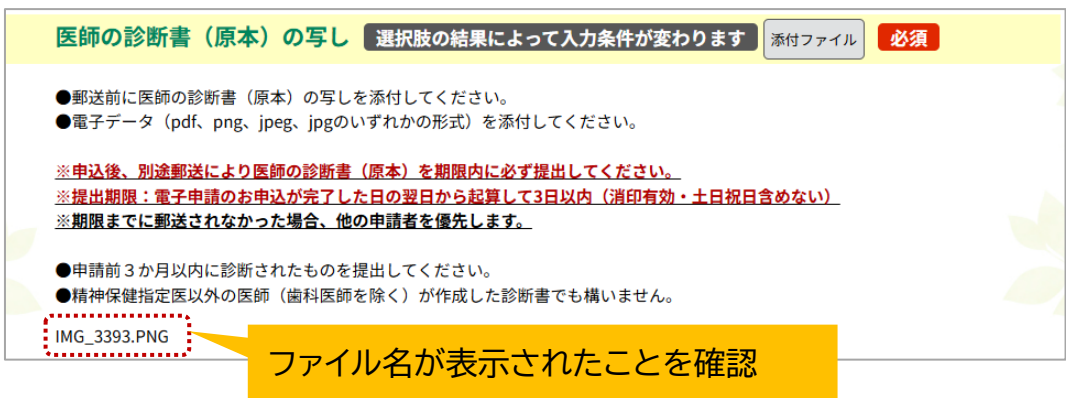 医師の診断書（原本）の写し 選択肢の結果によって入力条件が変わります 添付ファイル 必須
●郵送前に医師の診断書（原本）の写しを添付してください。
●電子データ（pdf、png、jpeg、jpgのいずれかの形式）を添付してください。
※申込後、別途郵送により医師の診断書（原本）を期限内に必ず提出してください。
※提出期限：電子申請のお申込が完了した日の翌日から起算して3日以内（消印有効・土日祝日含めない）
※期限までに郵送されなかった場合、他の申請者を優先します。
●申請前３か月以内に診断されたものを提出してください。
●精神保健指定医以外の医師（歯科医師を除く）が作成した診断書でも構いません。
IMG_3393.PNG
ファイル名が表示されたことを確認